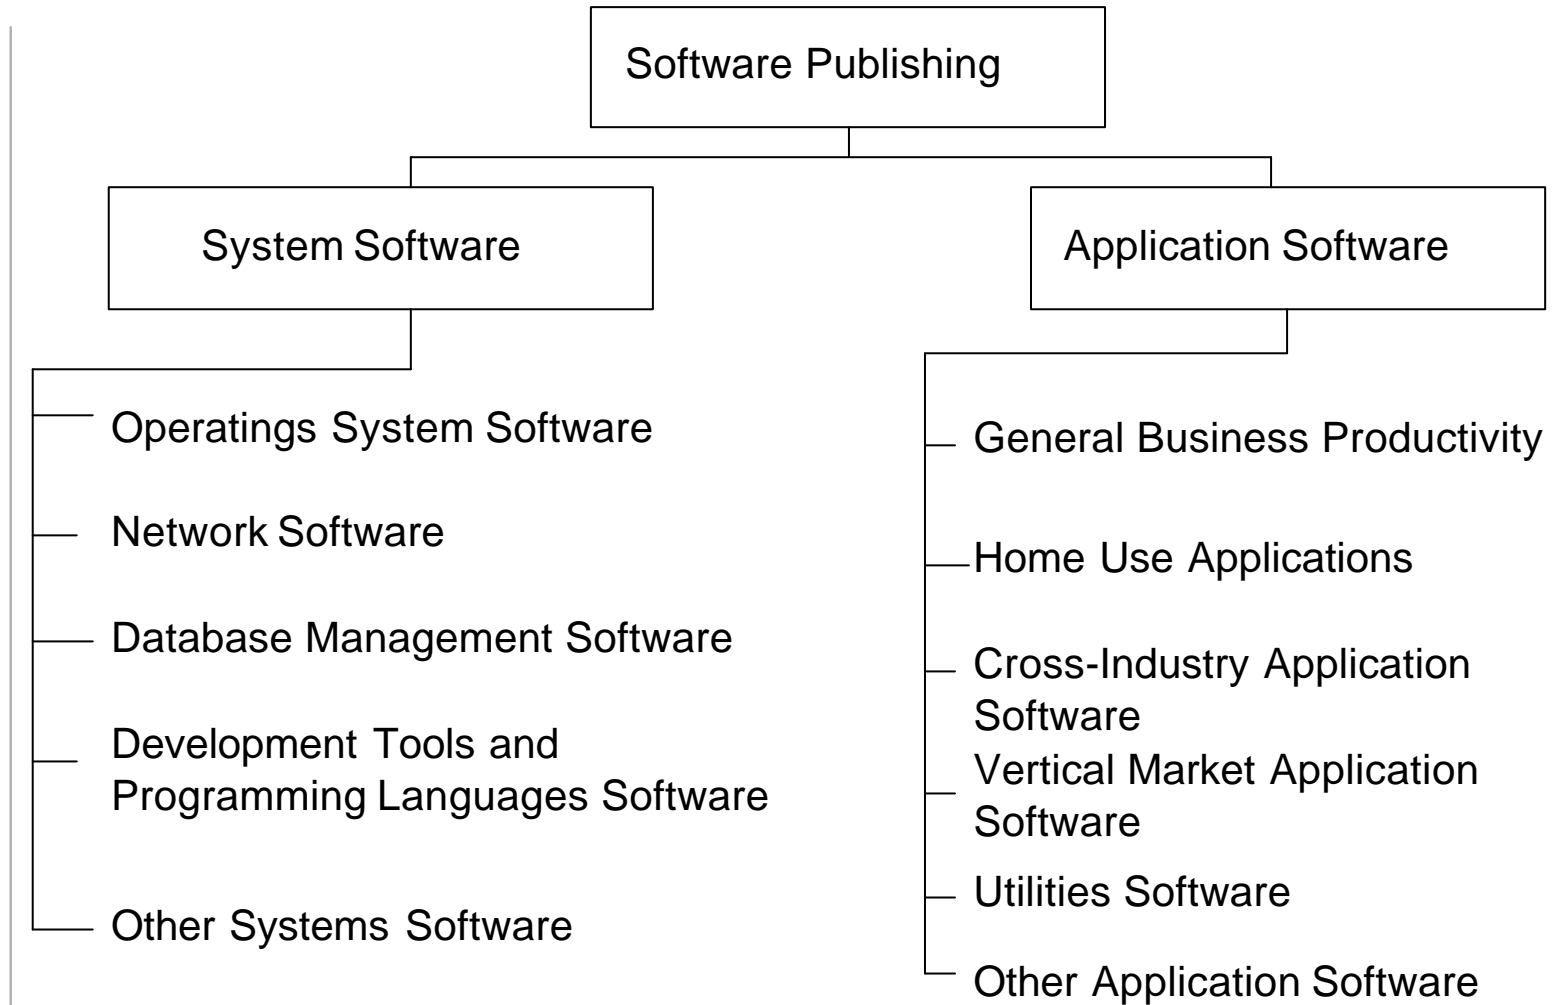 Software Publishing
System Software
Operatings System Software
Network Software
Database Management Software
Development Tools and
Programming Languages Software
Other Systems Software
Application Software
General Business Productivity
Home Use Applications
Cross-Industry Application
Software
Vertical Market Application
Software
Utilities Software
Other Application Software